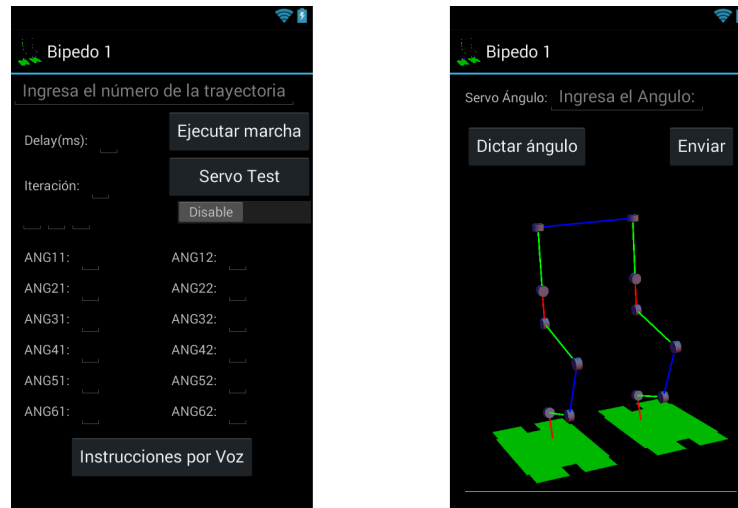 Bipedo 1
Ingresa el número de la trayectoria
Delay(ms):
Ejecutar marcha
Iteración:
Servo Test
Disable
ANG11:
ANG12:
ANG21:
ANG22:
ANG31:
ANG32:
ANG41:
ANG42:
ANG51:
ANG52:
ANG61:
ANG62:
Instrucciones por Voz
Bipedo 1
Servo Ángulo: Ingresa el Angulo:
Dictar ángulo
Enviar